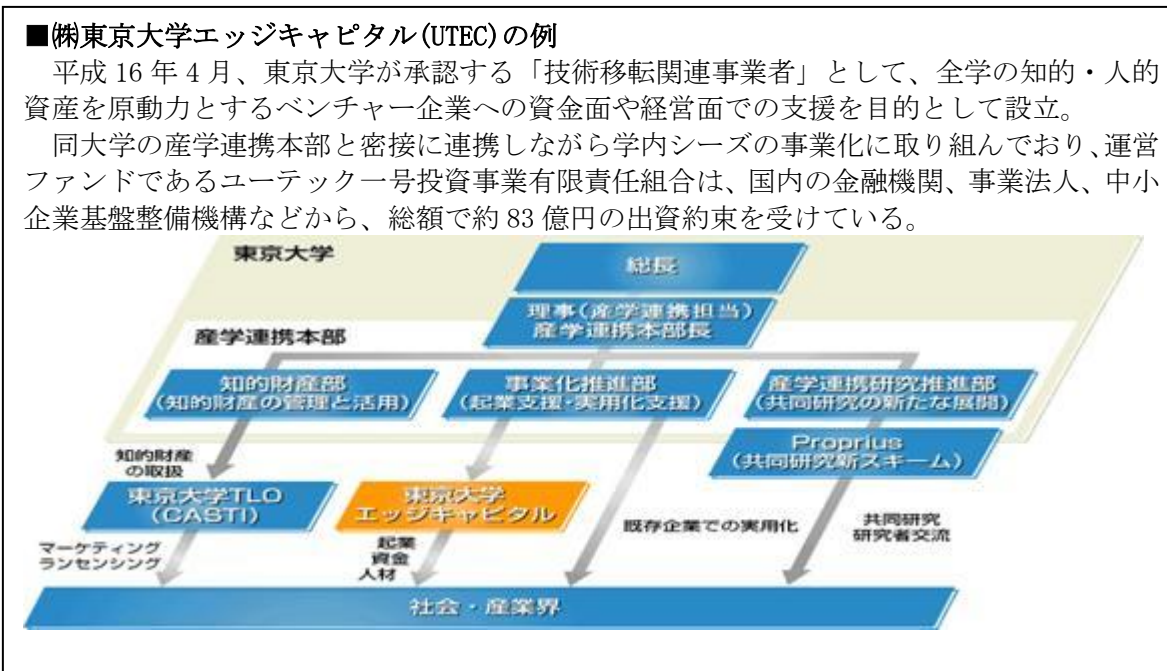 ■㈱東京大学エッジキャピタル(UTEC)の例
平成 16 年 4 月、東京大学が承認する「技術移転関連事業者」として、全学の知的・人的
資産を原動力とするベンチャー企業への資金面や経営面での支援を目的として設立。
同大学の産学連携本部と密接に連携しながら学内シーズの事業化に取り組んでおり、運営
ファンドであるユーテック一号投資事業有限責任組合は、国内の金融機関、事業法人、中小
企業基盤整備機構などから、総額で約 83 億円の出資約束を受けている。
東京大学
総長
理事(産学連携担当)
産学連携本部長
産学連携本部
知的財産部
(知的財産の管理と活用)
事業化推進部
(起業支援・実用化支援)
産学連携研究推進部
(共同研究の新たな展開)
Proprius
(共同研究新スキーム)
知的財産
の取扱
東京大学TLO
(CASTI)
東京大学
エッジキャピタル
マーケティング
ランセンシング
起業
資金
人材
既存企業での実用化
共同研究
研究者交流
社会・産業界